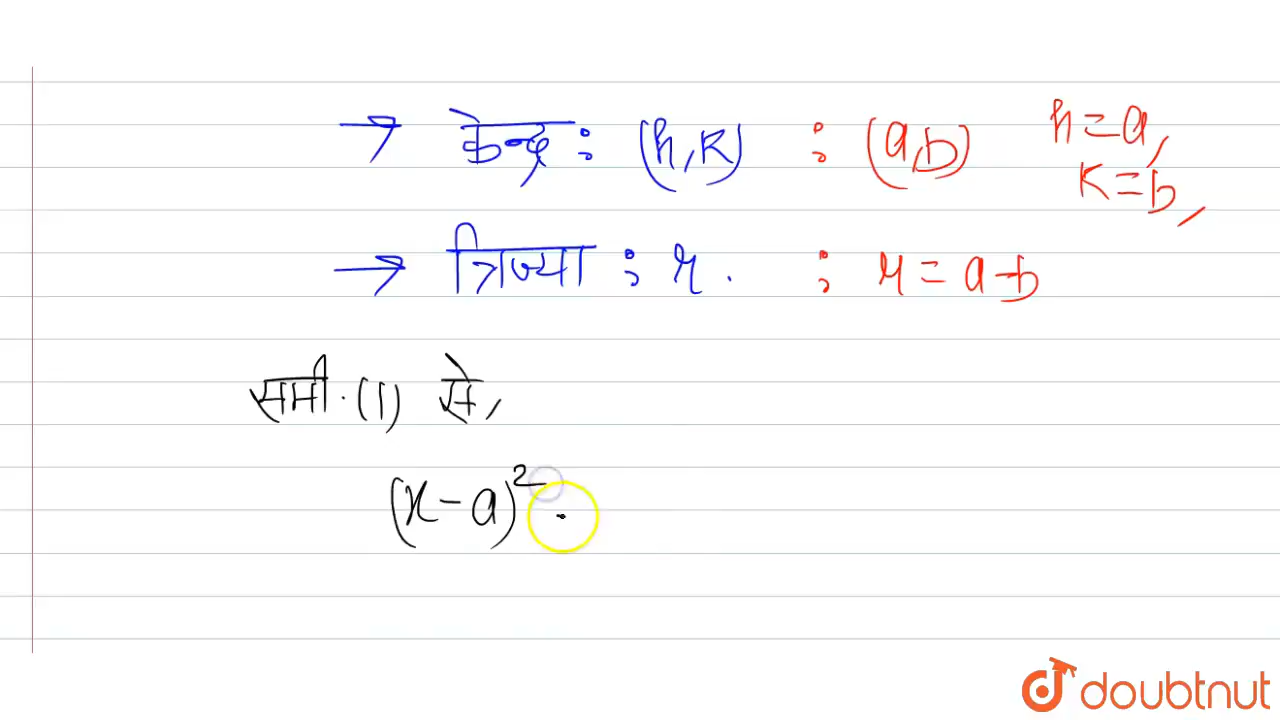 → केन्द्र : (h, K) : (a, b) h = a,
K = b,
→ त्रिज्या : r. : r = a-b
समी. (1) से,
(x - a)²
doubtnut